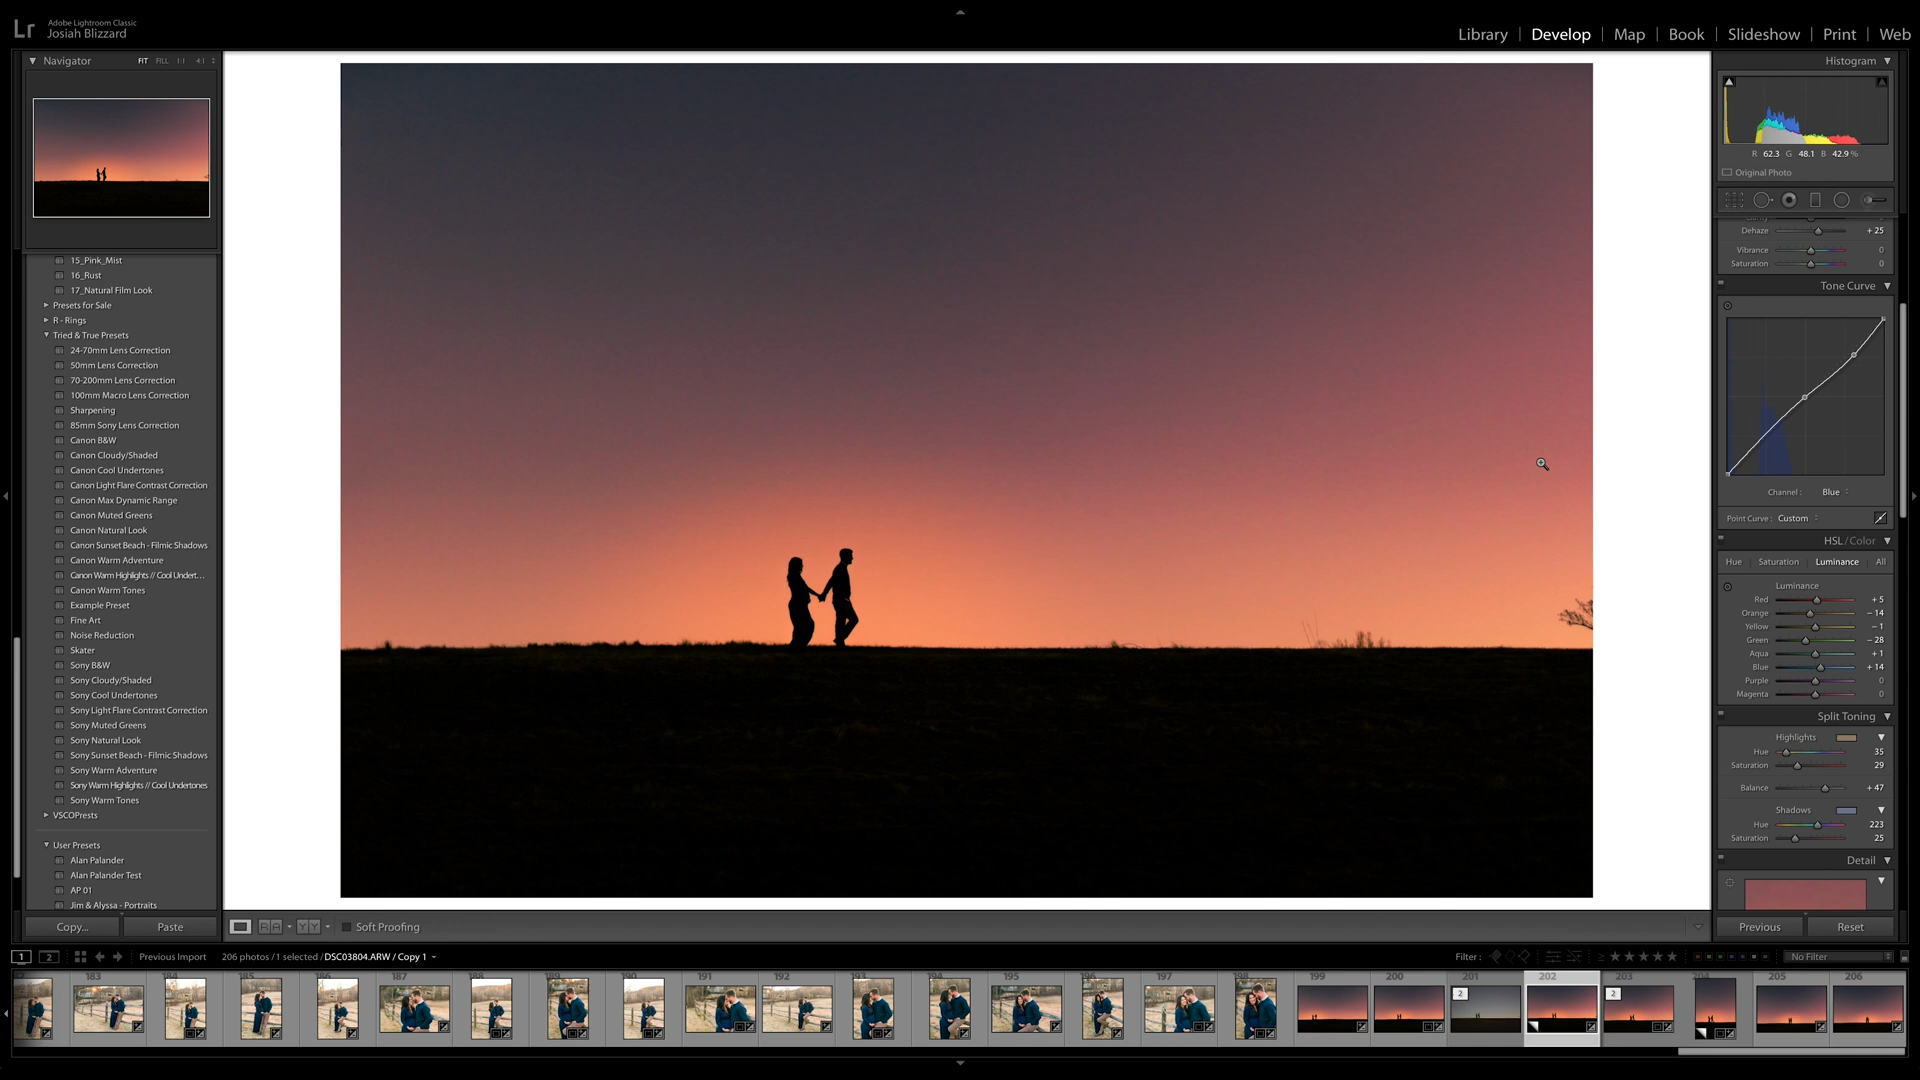 Lr
Adobe Lightroom Classic
Josiah Blizzard
Library | Develop | Map | Book | Slideshow | Print | Web
Navigator FIT FILL 1:1 4:1
15_Pink_Mist
16_Rust
17_Natural Film Look
Presets for Sale
R - Rings
Tried & True Presets
24-70mm Lens Correction
50mm Lens Correction
70-200mm Lens Correction
100mm Macro Lens Correction
Sharpening
85mm Sony Lens Correction
Canon B&W
Canon Cloudy/Shaded
Canon Cool Undertones
Canon Light Flare Contrast Correction
Canon Max Dynamic Range
Canon Muted Greens
Canon Natural Look
Canon Sunset Beach - Filmic Shadows
Canon Warm Adventure
Canon Warm Highlights // Cool Undert...
Canon Warm Tones
Example Preset
Fine Art
Noise Reduction
Skater
Sony B&W
Sony Cloudy/Shaded
Sony Cool Undertones
Sony Light Flare Contrast Correction
Sony Muted Greens
Sony Natural Look
Sony Sunset Beach - Filmic Shadows
Sony Warm Adventure
Sony Warm Highlights // Cool Undertones
Sony Warm Tones
VSCOPrests
User Presets
Alan Palander
Alan Palander Test
AP 01
Jim & Alyssa - Portraits
Copy... Paste
Soft Proofing
Histogram
R 62.3 G 48.1 B 42.9 %
Original Photo
Dehaze + 25
Vibrance 0
Saturation 0
Tone Curve
Channel : Blue
Point Curve : Custom
HSL / Color
Hue Saturation Luminance All
Luminance
Red + 5
Orange - 14
Yellow - 1
Green - 28
Aqua + 1
Blue + 14
Purple 0
Magenta 0
Split Toning
Highlights
Hue 35
Saturation 29
Balance + 47
Shadows
Hue 223
Saturation 25
Detail
Previous Reset
1 2 Previous Import 206 photos / 1 selected / DSC03804.ARW / Copy 1 Filter : No Filter
183 184 185 186 187 188 189 190 191 192 193 194 195 196 197 198 199 200 201 202 203 204 205 206
2 2